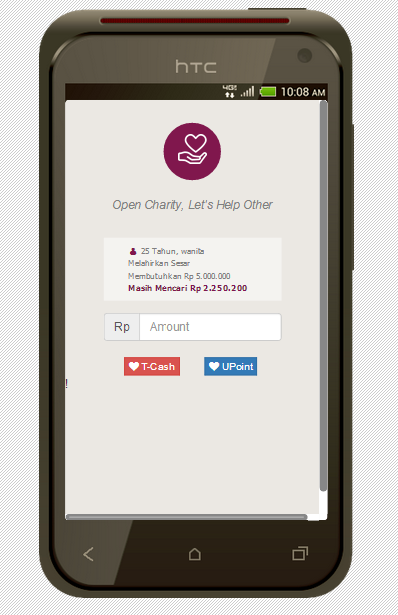 hTC
4G
10:08 AM
Open Charity, Let's Help Other
25 Tahun, wanita
Melahirkan Sesar
Membutuhkan Rp 5.000.000
Masih Mencari Rp 2.250.200
Rp Amount
T-Cash UPoint
!